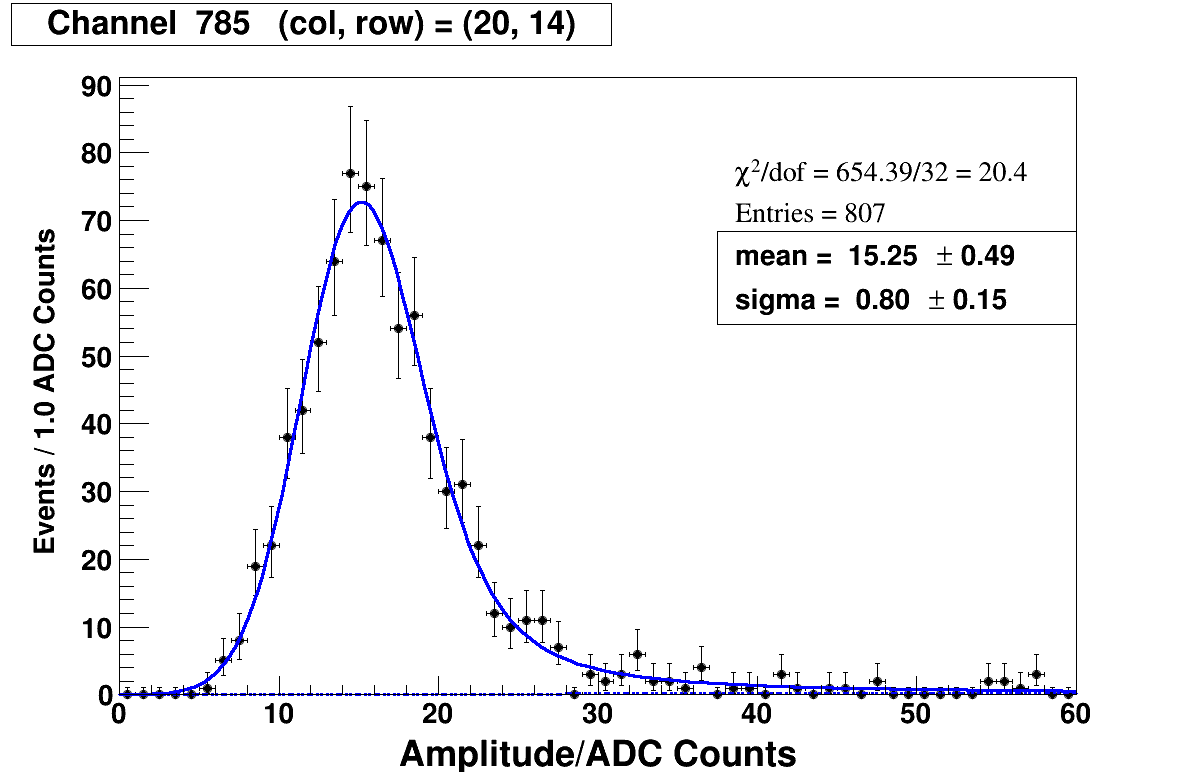 Channel 785 (col, row) = (20, 14)
90
80
70
60
50
40
30
20
10
0
Events / 1.0 ADC Counts
χ²/dof = 654.39/32 = 20.4
Entries = 807
mean = 15.25 ± 0.49
sigma = 0.80 ± 0.15
0 10 20 30 40 50 60
Amplitude/ADC Counts